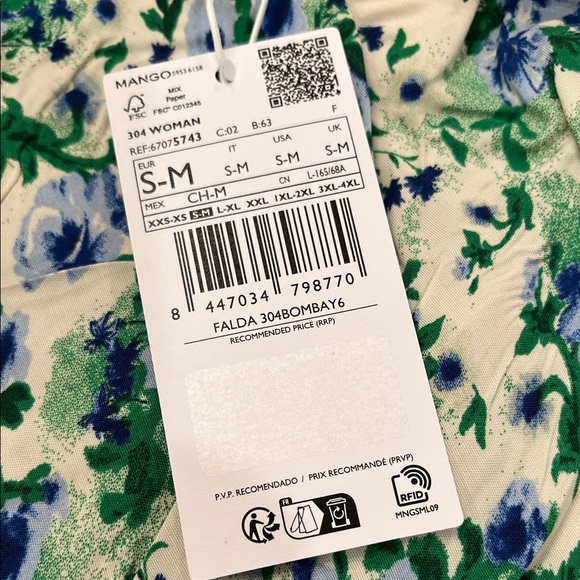 MANGO 5953 6158
MIX
Paper
FSC FSC™ C012345
304 WOMAN
REF:67075743 C:02 B:63 F
EUR IT USA UK
S-M S-M S-M S-M
MEX CH-M CN L-165/68A
XXS-XS S-M L-XL XXL 1XL-2XL 3XL-4XL
8 447034 798770
FALDA 304BOMBAY6
RECOMMENDED PRICE (RRP)
P.V.P. RECOMENDADO / PRIX RECOMMANDÉ (PRVP)
FR
RFID
MNGSML09